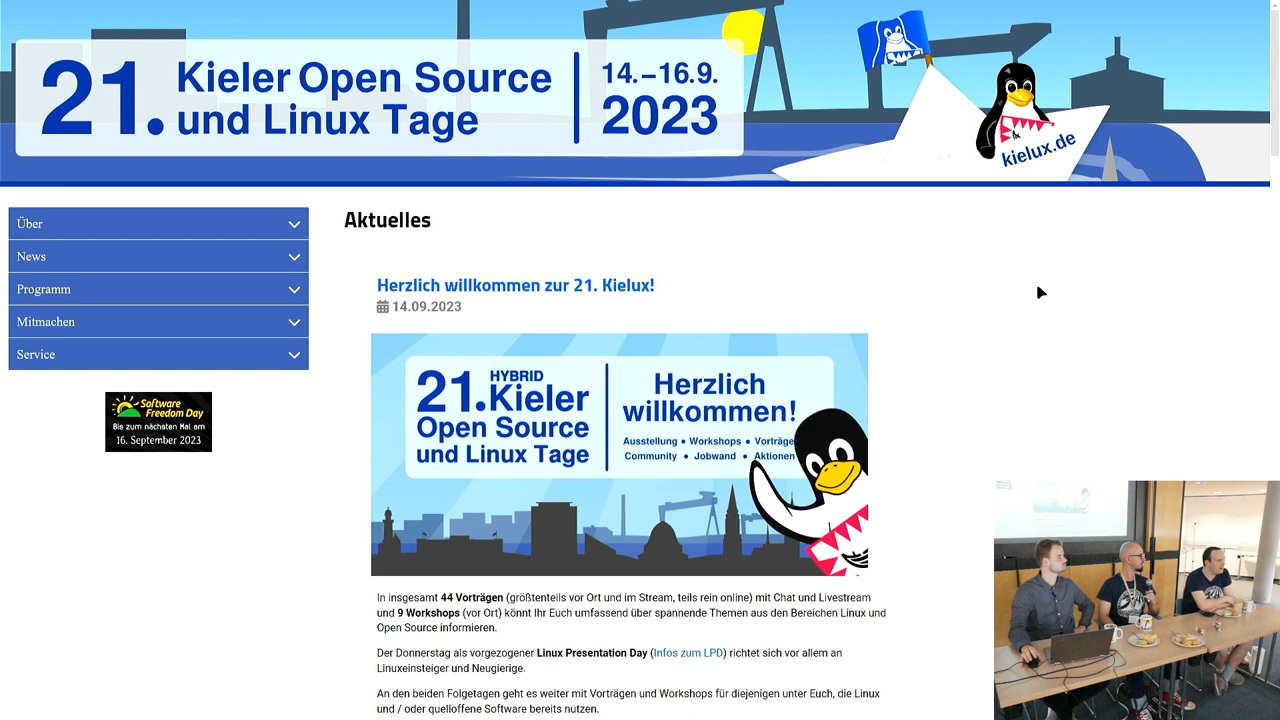 21. Kieler Open Source
und Linux Tage
14.–16.9.
2023
&
kielux.de
Über
News
Programm
Mitmachen
Service
Software
Freedom Day
Bis zum nächsten Mal am
16. September 2023
Aktuelles
Herzlich willkommen zur 21. Kielux!
14.09.2023
HYBRID
21. Kieler
Open Source
und Linux Tage
Herzlich
willkommen!
Ausstellung • Workshops • Vorträge
Community • Jobwand • Aktionen
In insgesamt 44 Vorträgen (größtenteils vor Ort und im Stream, teils rein online) mit Chat und Livestream
und 9 Workshops (vor Ort) könnt Ihr Euch umfassend über spannende Themen aus den Bereichen Linux und
Open Source informieren.
Der Donnerstag als vorgezogener Linux Presentation Day (Infos zum LPD) richtet sich vor allem an
Linuxeinsteiger und Neugierige.
An den beiden Folgetagen geht es weiter mit Vorträgen und Workshops für diejenigen unter Euch, die Linux
und / oder quelloffene Software bereits nutzen.